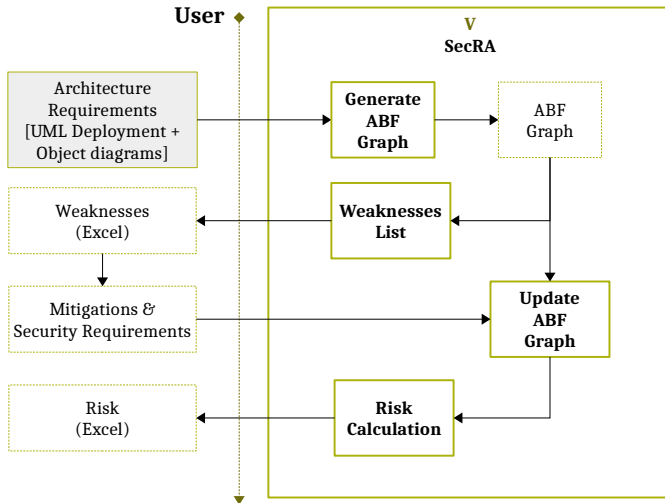 User
V
SecRA
Architecture
Requirements
[UML Deployment +
Object diagrams]
Generate
ABF
Graph
ABF
Graph
Weaknesses
(Excel)
Weaknesses
List
Mitigations &
Security Requirements
Update
ABF
Graph
Risk
(Excel)
Risk
Calculation